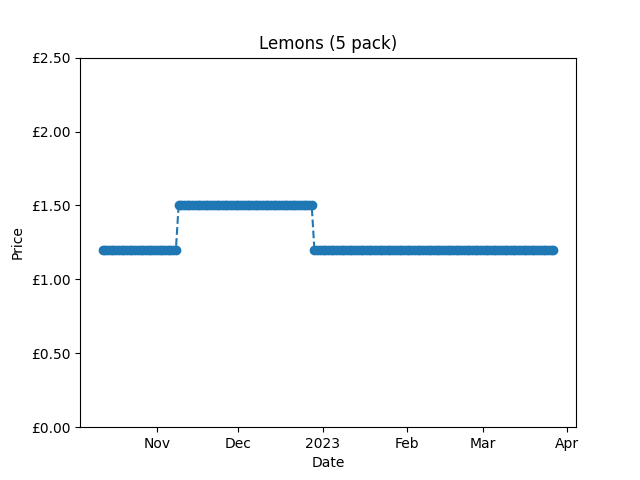 Lemons (5 pack)
£2.50
£2.00
£1.50
£1.00
£0.50
£0.00
Price
Nov Dec 2023 Feb Mar Apr
Date